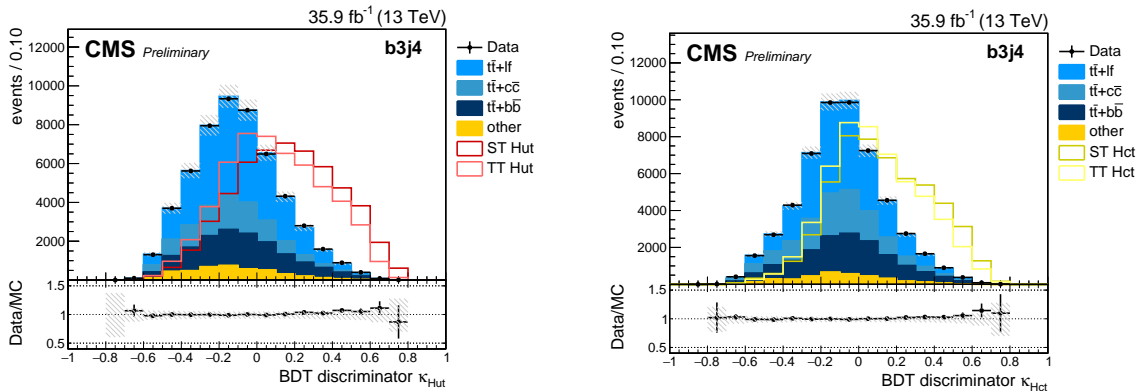 35.9 fb⁻¹ (13 TeV)
CMS Preliminary
b3j4
events / 0.10
12000
10000
8000
6000
4000
2000
Data
tt̄+lf
tt̄+cc̄
tt̄+bb̄
other
ST Hut
TT Hut
Data/MC
1.5
1
0.5
−1 −0.8 −0.6 −0.4 −0.2 0 0.2 0.4 0.6 0.8 1
BDT discriminator κ_Hut
35.9 fb⁻¹ (13 TeV)
CMS Preliminary
b3j4
events / 0.10
12000
10000
8000
6000
4000
2000
Data
tt̄+lf
tt̄+cc̄
tt̄+bb̄
other
ST Hct
TT Hct
Data/MC
1.5
1
0.5
−1 −0.8 −0.6 −0.4 −0.2 0 0.2 0.4 0.6 0.8 1
BDT discriminator κ_Hct